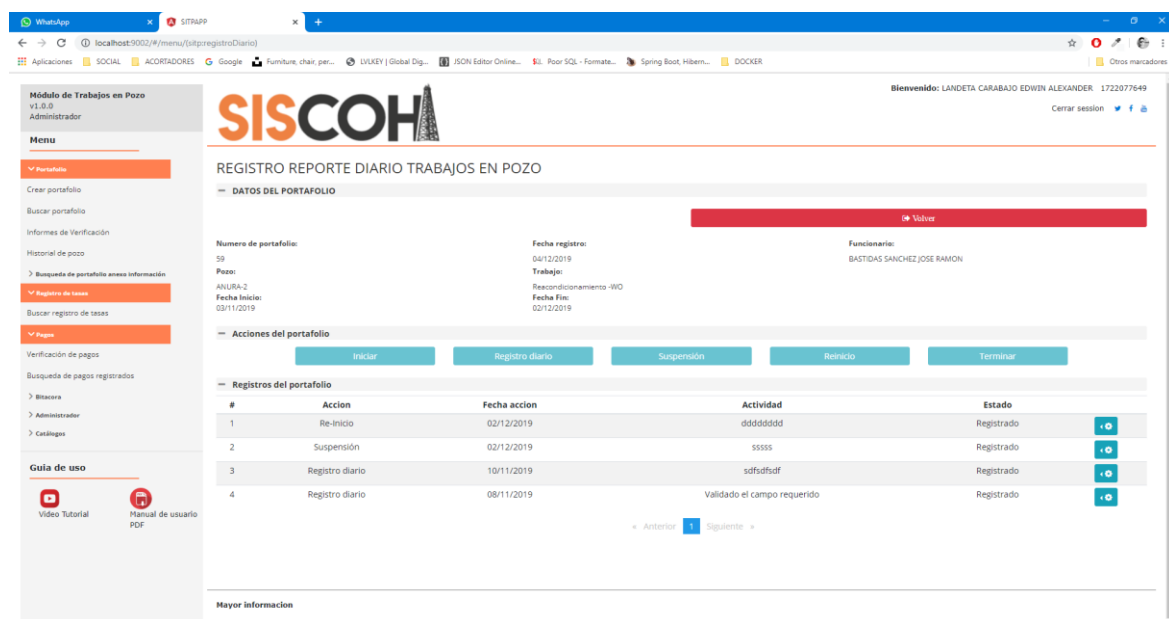 WhatsApp
SITPAPP
localhost:9002/#/menu/(sitp:registroDiario)
Aplicaciones SOCIAL ACORTADORES Google Furniture, chair, per... LVLKEY | Global Dig... JSON Editor Online... Poor SQL - Formate... Spring Boot, Hibern... DOCKER Otros marcadores
Módulo de Trabajos en Pozo
v1.0.0
Administrador
Menu
Portafolio
Crear portafolio
Buscar portafolio
Informes de Verificación
Historial de pozo
Busqueda de portafolio anexo información
Registro de tasas
Buscar registro de tasas
Pagos
Verificación de pagos
Busqueda de pagos registrados
Bitacora
Administrador
Catálogos
Guia de uso
Video Tutorial
Manual de usuario
PDF
SISCOH
Bienvenido: LANDETA CARABAJO EDWIN ALEXANDER 1722077649
Cerrar session
REGISTRO REPORTE DIARIO TRABAJOS EN POZO
DATOS DEL PORTAFOLIO
Volver
Numero de portafolio: Fecha registro: Funcionario:
59 04/12/2019 BASTIDAS SANCHEZ JOSE RAMON
Pozo: Trabajo:
ANURA-2 Reacondicionamiento -WO
Fecha Inicio: Fecha Fin:
03/11/2019 02/12/2019
Acciones del portafolio
Iniciar Registro diario Suspensión Reinicio Terminar
Registros del portafolio
# Accion Fecha accion Actividad Estado
1 Re-Inicio 02/12/2019 dddddddd Registrado
2 Suspensión 02/12/2019 sssss Registrado
3 Registro diario 10/11/2019 sdfsdfsdf Registrado
4 Registro diario 08/11/2019 Validado el campo requerido Registrado
« Anterior 1 Siguiente »
Mayor informacion